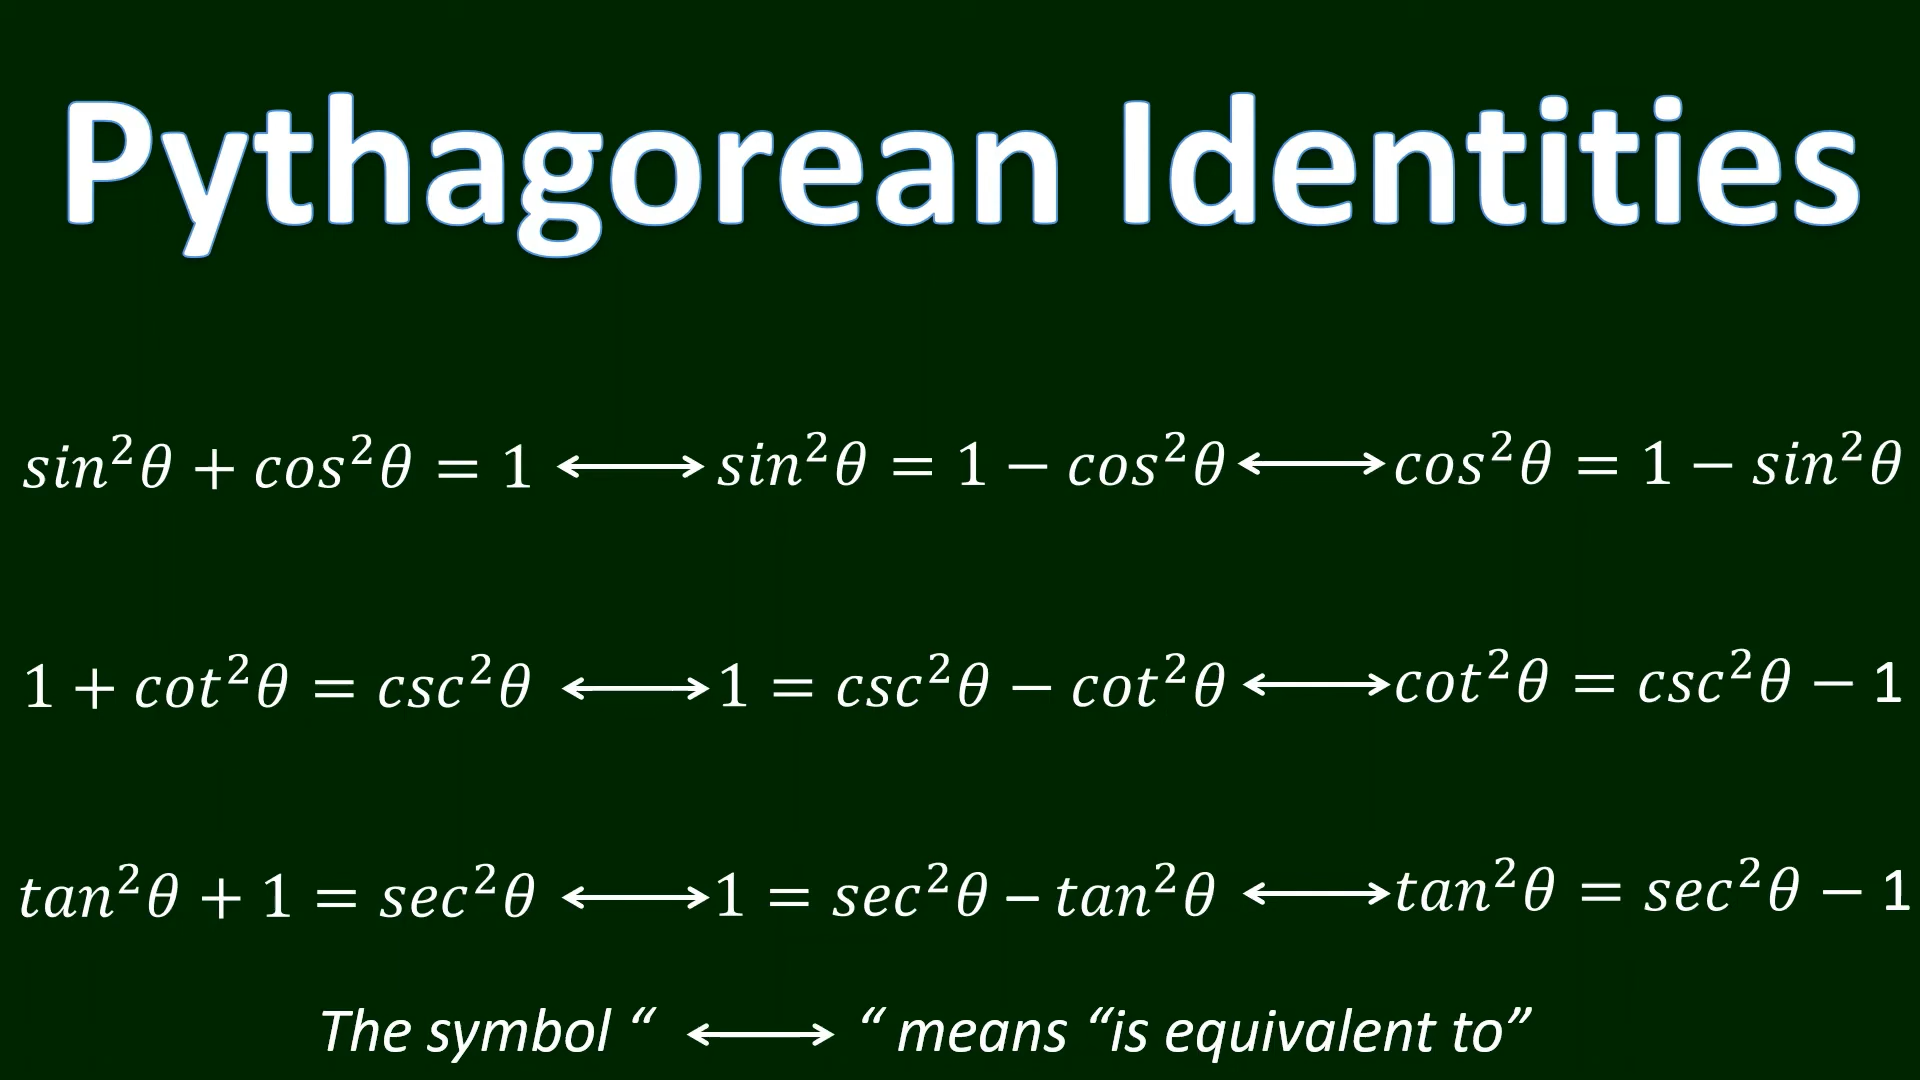 Pythagorean Identities
sin²θ + cos²θ = 1 ⟷ sin²θ = 1 − cos²θ ⟷ cos²θ = 1 − sin²θ
1 + cot²θ = csc²θ ⟷ 1 = csc²θ − cot²θ ⟷ cot²θ = csc²θ − 1
tan²θ + 1 = sec²θ ⟷ 1 = sec²θ − tan²θ ⟷ tan²θ = sec²θ − 1
The symbol “ ⟷ “ means “is equivalent to”